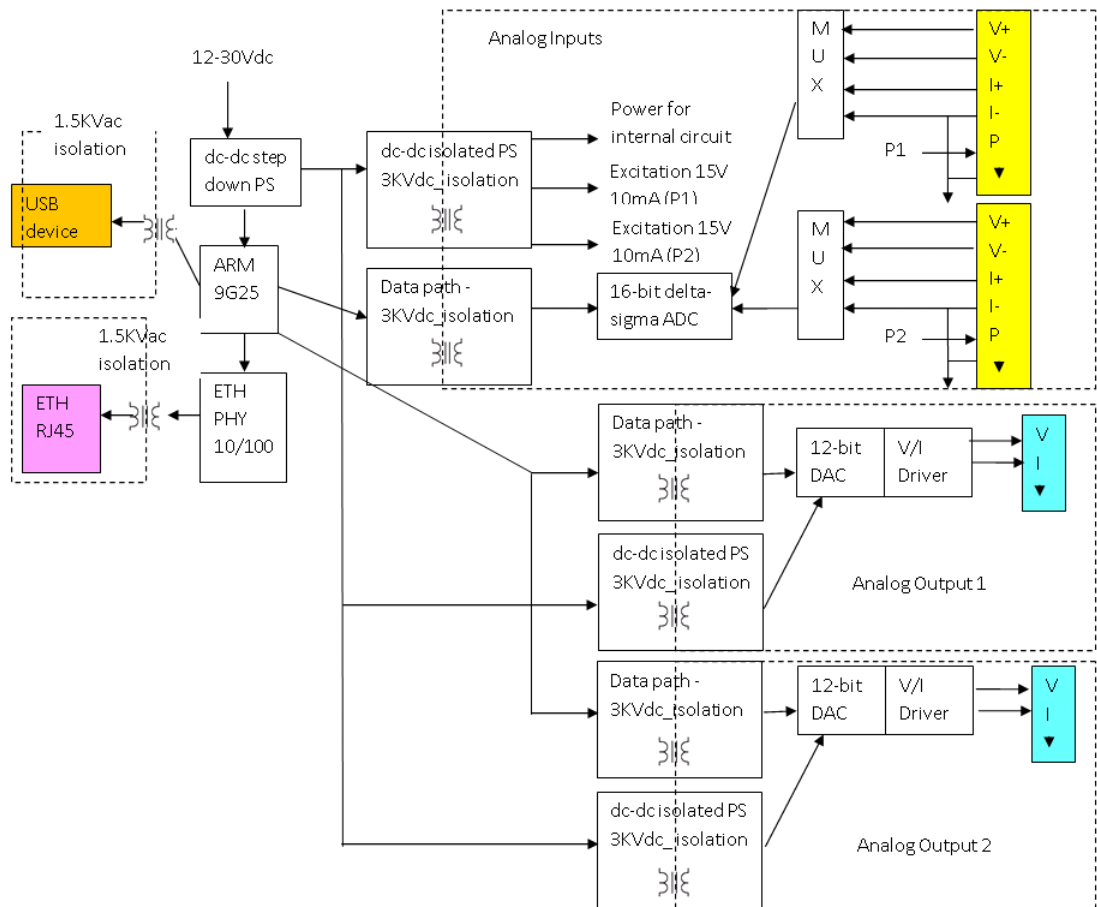 12-30Vdc
1.5KVac
isolation
USB
device
dc-dc step
down PS
ARM
9G25
1.5KVac
isolation
ETH
RJ45
ETH
PHY
10/100
dc-dc isolated PS
3KVdc_isolation
Data path -
3KVdc_isolation
Analog Inputs
Power for
internal circuit
Excitation 15V
10mA (P1)
Excitation 15V
10mA (P2)
16-bit delta-
sigma ADC
M
U
X
V+
V-
I+
I-
P
P1
M
U
X
V+
V-
I+
I-
P
P2
Data path -
3KVdc_isolation
12-bit
DAC
V/I
Driver
V
I
dc-dc isolated PS
3KVdc_isolation
Analog Output 1
Data path -
3KVdc_isolation
12-bit
DAC
V/I
Driver
V
I
dc-dc isolated PS
3KVdc_isolation
Analog Output 2